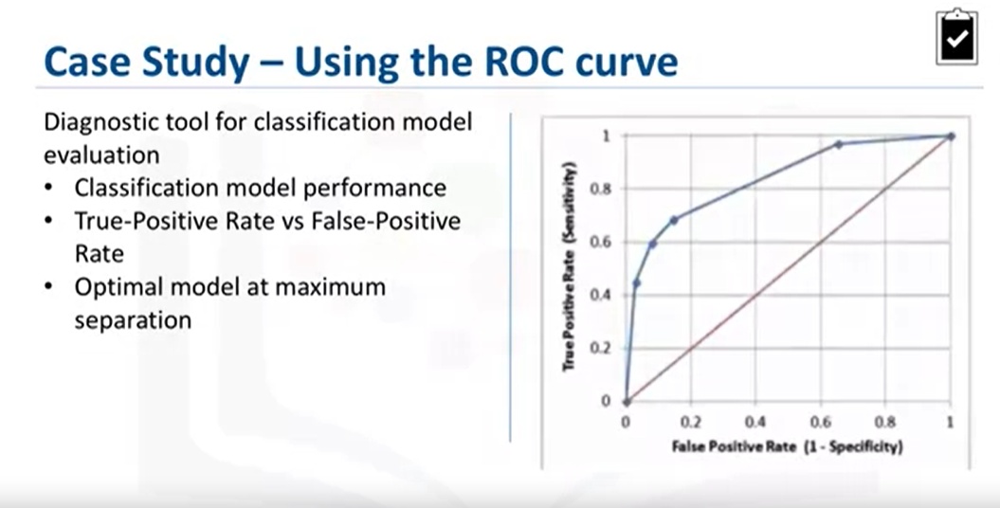 Case Study – Using the ROC curve
Diagnostic tool for classification model
evaluation
• Classification model performance
• True-Positive Rate vs False-Positive
Rate
• Optimal model at maximum
separation
True Positive Rate (Sensitivity)
1
0.8
0.6
0.4
0.2
0
0 0.2 0.4 0.6 0.8 1
False Positive Rate (1 - Specificity)